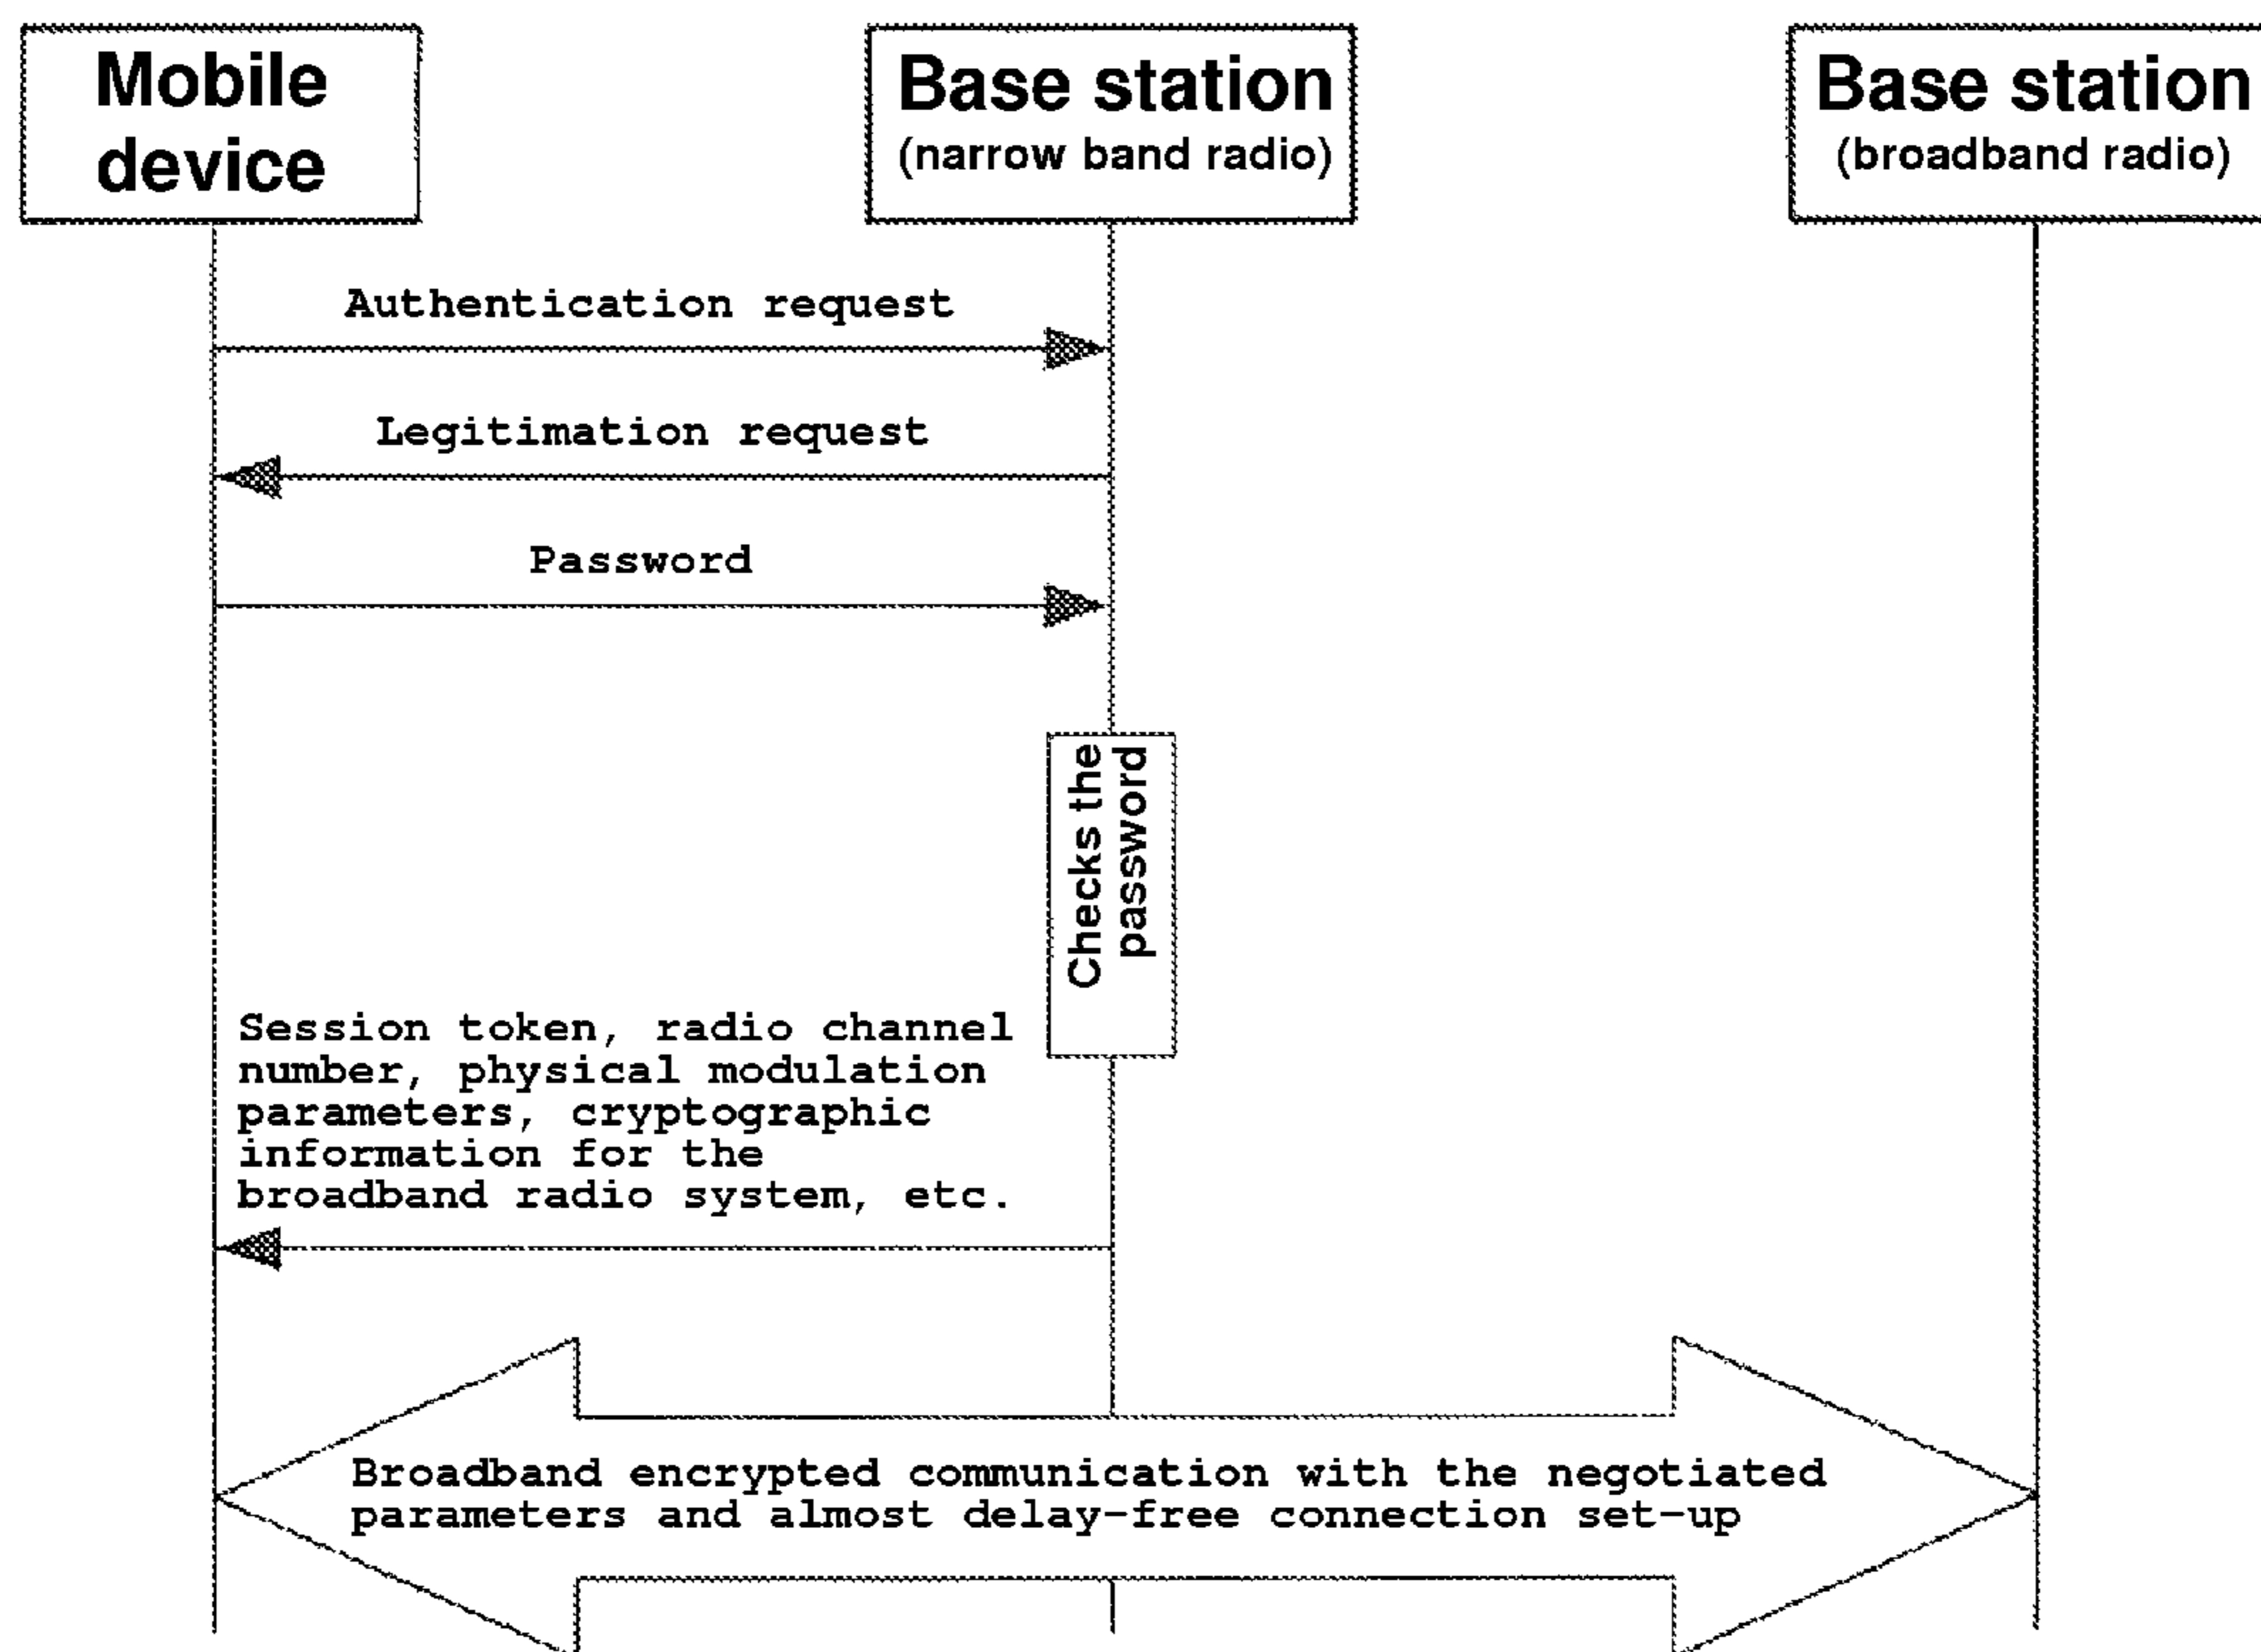 Mobile
device
Base station
(narrow band radio)
Base station
(broadband radio)
Authentication request
Legitimation request
Password
Checks the
password
Session token, radio channel
number, physical modulation
parameters, cryptographic
information for the
broadband radio system, etc.
Broadband encrypted communication with the negotiated
parameters and almost delay-free connection set-up